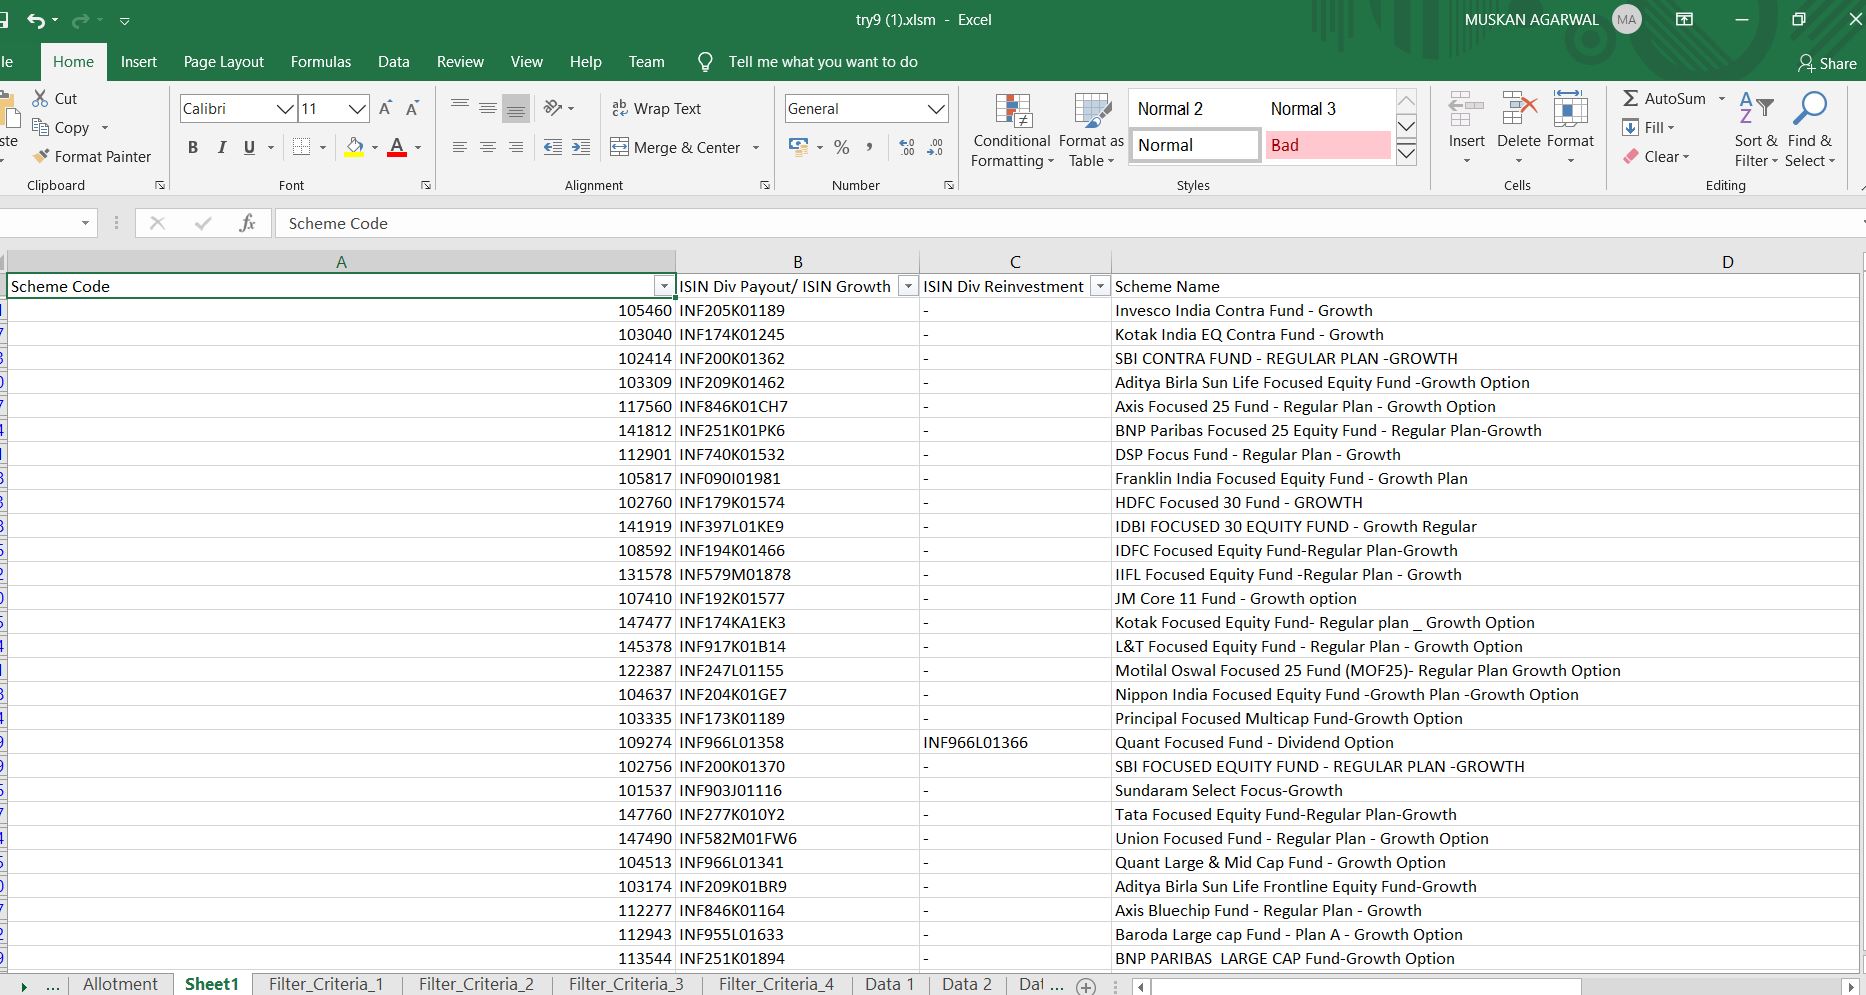 try9 (1).xlsm - Excel
MUSKAN AGARWAL MA
Home Insert Page Layout Formulas Data Review View Help Team Tell me what you want to do Share
Cut
Copy
Format Painter
Clipboard
Calibri 11
B I U A
Font
Wrap Text
Merge & Center
Alignment
General
%
Number
Conditional Formatting
Format as Table
Normal 2 Normal 3
Normal Bad
Styles
Insert Delete Format
Cells
AutoSum
Fill
Clear
Sort & Filter
Find & Select
Editing
fx Scheme Code
A B C D
Scheme Code ISIN Div Payout/ ISIN Growth ISIN Div Reinvestment Scheme Name
105460 INF205K01189 - Invesco India Contra Fund - Growth
103040 INF174K01245 - Kotak India EQ Contra Fund - Growth
102414 INF200K01362 - SBI CONTRA FUND - REGULAR PLAN -GROWTH
103309 INF209K01462 - Aditya Birla Sun Life Focused Equity Fund -Growth Option
117560 INF846K01CH7 - Axis Focused 25 Fund - Regular Plan - Growth Option
141812 INF251K01PK6 - BNP Paribas Focused 25 Equity Fund - Regular Plan-Growth
112901 INF740K01532 - DSP Focus Fund - Regular Plan - Growth
105817 INF090I01981 - Franklin India Focused Equity Fund - Growth Plan
102760 INF179K01574 - HDFC Focused 30 Fund - GROWTH
141919 INF397L01KE9 - IDBI FOCUSED 30 EQUITY FUND - Growth Regular
108592 INF194K01466 - IDFC Focused Equity Fund-Regular Plan-Growth
131578 INF579M01878 - IIFL Focused Equity Fund -Regular Plan - Growth
107410 INF192K01577 - JM Core 11 Fund - Growth option
147477 INF174KA1EK3 - Kotak Focused Equity Fund- Regular plan _ Growth Option
145378 INF917K01B14 - L&T Focused Equity Fund - Regular Plan - Growth Option
122387 INF247L01155 - Motilal Oswal Focused 25 Fund (MOF25)- Regular Plan Growth Option
104637 INF204K01GE7 - Nippon India Focused Equity Fund -Growth Plan -Growth Option
103335 INF173K01189 - Principal Focused Multicap Fund-Growth Option
109274 INF966L01358 INF966L01366 Quant Focused Fund - Dividend Option
102756 INF200K01370 - SBI FOCUSED EQUITY FUND - REGULAR PLAN -GROWTH
101537 INF903J01116 - Sundaram Select Focus-Growth
147760 INF277K010Y2 - Tata Focused Equity Fund-Regular Plan-Growth
147490 INF582M01FW6 - Union Focused Fund - Regular Plan - Growth Option
104513 INF966L01341 - Quant Large & Mid Cap Fund - Growth Option
103174 INF209K01BR9 - Aditya Birla Sun Life Frontline Equity Fund-Growth
112277 INF846K01164 - Axis Bluechip Fund - Regular Plan - Growth
112943 INF955L01633 - Baroda Large cap Fund - Plan A - Growth Option
113544 INF251K01894 - BNP PARIBAS LARGE CAP Fund-Growth Option
... Allotment Sheet1 Filter_Criteria_1 Filter_Criteria_2 Filter_Criteria_3 Filter_Criteria_4 Data 1 Data 2 Dat ...